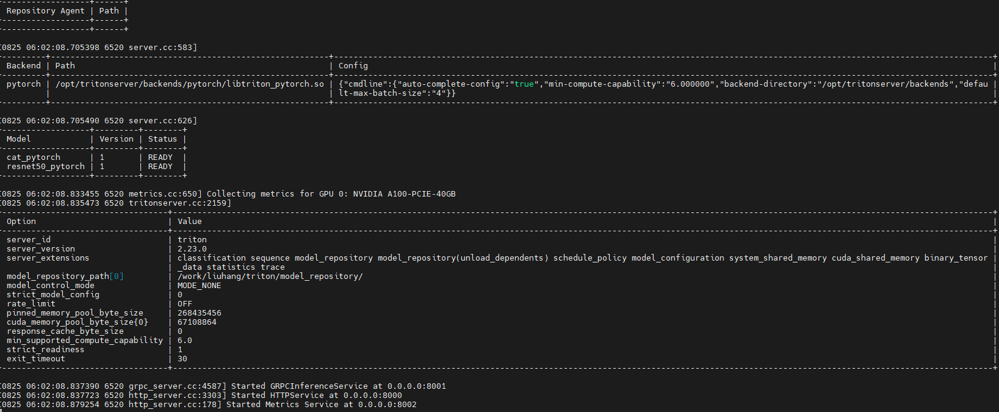 ------------------+------+
Repository Agent | Path |
------------------+------+
------------------+------+
I0825 06:02:08.705398 6520 server.cc:583]
Backend | Path | Config |
pytorch | /opt/tritonserver/backends/pytorch/libtriton_pytorch.so | {"cmdline":{"auto-complete-config":"true","min-compute-capability":"6.000000","backend-directory":"/opt/tritonserver/backends","defau |
| | lt-max-batch-size":"4"}} |
I0825 06:02:08.705490 6520 server.cc:626]
------------------+---------+--------+
Model | Version | Status |
------------------+---------+--------+
cat_pytorch | 1 | READY |
resnet50_pytorch | 1 | READY |
------------------+---------+--------+
I0825 06:02:08.833455 6520 metrics.cc:650] Collecting metrics for GPU 0: NVIDIA A100-PCIE-40GB
I0825 06:02:08.835473 6520 tritonserver.cc:2159]
Option | Value |
server_id | triton |
server_version | 2.23.0 |
server_extensions | classification sequence model_repository model_repository(unload_dependents) schedule_policy model_configuration system_shared_memory cuda_shared_memory binary_tensor |
| _data statistics trace |
model_repository_path[0] | /work/liuhang/triton/model_repository/ |
model_control_mode | MODE_NONE |
strict_model_config | 0 |
rate_limit | OFF |
pinned_memory_pool_byte_size | 268435456 |
cuda_memory_pool_byte_size{0} | 67108864 |
response_cache_byte_size | 0 |
min_supported_compute_capability | 6.0 |
strict_readiness | 1 |
exit_timeout | 30 |
I0825 06:02:08.837390 6520 grpc_server.cc:4587] Started GRPCInferenceService at 0.0.0.0:8001
I0825 06:02:08.837723 6520 http_server.cc:3303] Started HTTPService at 0.0.0.0:8000
I0825 06:02:08.879254 6520 http_server.cc:178] Started Metrics Service at 0.0.0.0:8002